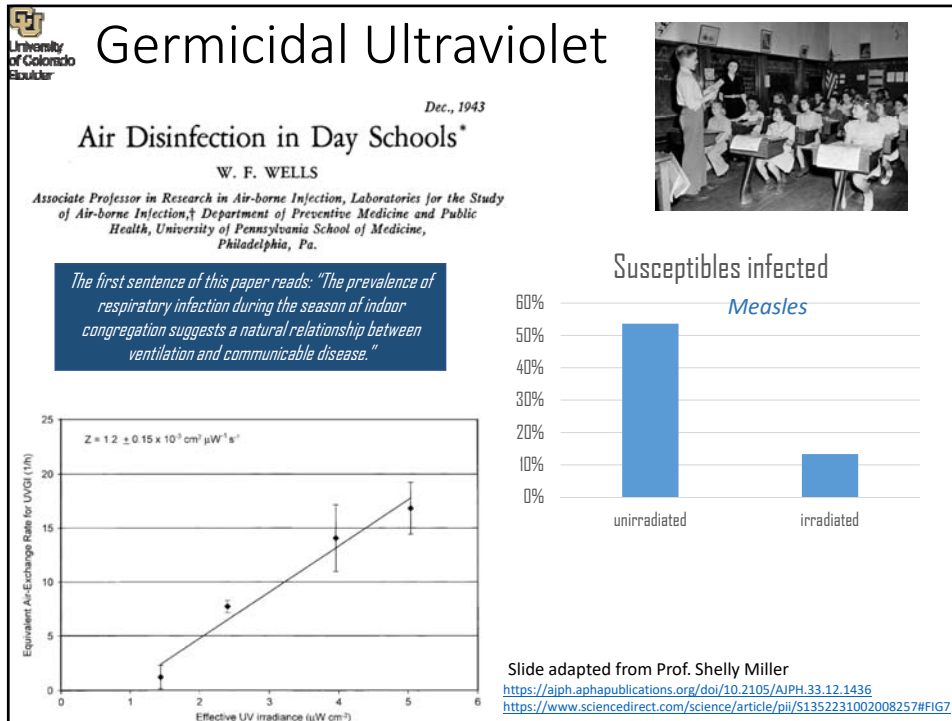 University
of Colorado
Boulder
Germicidal Ultraviolet
Dec., 1943
Air Disinfection in Day Schools*
W. F. WELLS
Associate Professor in Research in Air-borne Infection, Laboratories for the Study
of Air-borne Infection,† Department of Preventive Medicine and Public
Health, University of Pennsylvania School of Medicine,
Philadelphia, Pa.
The first sentence of this paper reads: “The prevalence of
respiratory infection during the season of indoor
congregation suggests a natural relationship between
ventilation and communicable disease.”
Susceptibles infected
Measles
60%
50%
40%
30%
20%
10%
0%
unirradiated
irradiated
Z = 1.2 ± 0.15 x 10⁻³ cm² µW⁻¹ s⁻¹
Equivalent Air-Exchange Rate for UVGI (1/h)
25
20
15
10
5
0
0 1 2 3 4 5 6
Effective UV irradiance (µW cm⁻²)
Slide adapted from Prof. Shelly Miller
https://ajph.aphapublications.org/doi/10.2105/AJPH.33.12.1436
https://www.sciencedirect.com/science/article/pii/S1352231002008257#FIG7